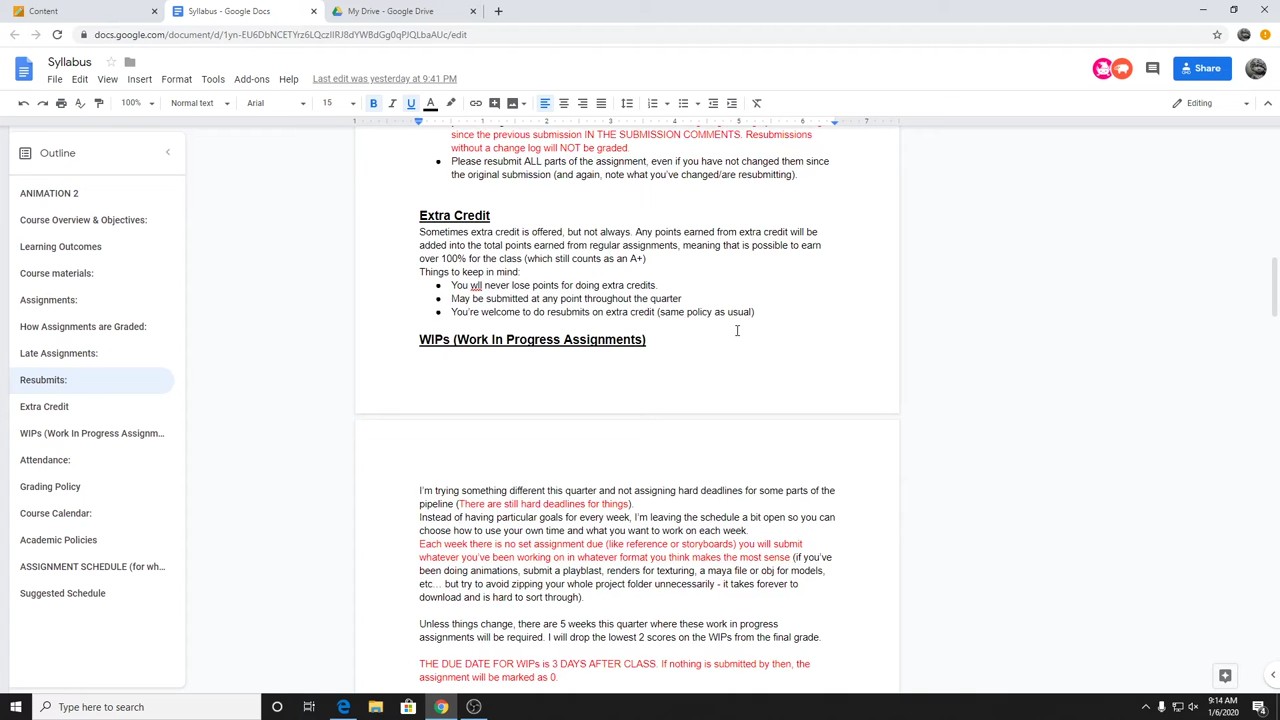 Content
Syllabus - Google Docs
My Drive - Google Drive
docs.google.com/document/d/1yn-EU6DbNCETYrz6LQczIIRJ8dYWBdGg0qPJQLbaAUc/edit
Syllabus
File Edit View Insert Format Tools Add-ons Help Last edit was yesterday at 9:41 PM
Share
100% Normal text Arial 15 B I U A Editing
1 1 2 3 4 5 6 7
Outline
ANIMATION 2
Course Overview & Objectives:
Learning Outcomes
Course materials:
Assignments:
How Assignments are Graded:
Late Assignments:
Resubmits:
Extra Credit
WIPs (Work In Progress Assignm...
Attendance:
Grading Policy
Course Calendar:
Academic Policies
ASSIGNMENT SCHEDULE (for wh...
Suggested Schedule
since the previous submission IN THE SUBMISSION COMMENTS. Resubmissions
without a change log will NOT be graded.
● Please resubmit ALL parts of the assignment, even if you have not changed them since
the original submission (and again, note what you've changed/are resubmitting).
Extra Credit
Sometimes extra credit is offered, but not always. Any points earned from extra credit will be
added into the total points earned from regular assignments, meaning that is possible to earn
over 100% for the class (which still counts as an A+)
Things to keep in mind:
● You wll never lose points for doing extra credits.
● May be submitted at any point throughout the quarter
● You're welcome to do resubmits on extra credit (same policy as usual)
WIPs (Work In Progress Assignments)
I'm trying something different this quarter and not assigning hard deadlines for some parts of the
pipeline (There are still hard deadlines for things).
Instead of having particular goals for every week, I'm leaving the schedule a bit open so you can
choose how to use your own time and what you want to work on each week.
Each week there is no set assignment due (like reference or storyboards) you will submit
whatever you've been working on in whatever format you think makes the most sense (if you've
been doing animations, submit a playblast, renders for texturing, a maya file or obj for models,
etc... but try to avoid zipping your whole project folder unnecessarily - it takes forever to
download and is hard to sort through).
Unless things change, there are 5 weeks this quarter where these work in progress
assignments will be required. I will drop the lowest 2 scores on the WIPs from the final grade.
THE DUE DATE FOR WIPs is 3 DAYS AFTER CLASS. If nothing is submitted by then, the
assignment will be marked as 0.
Type here to search
9:14 AM
1/6/2020
4